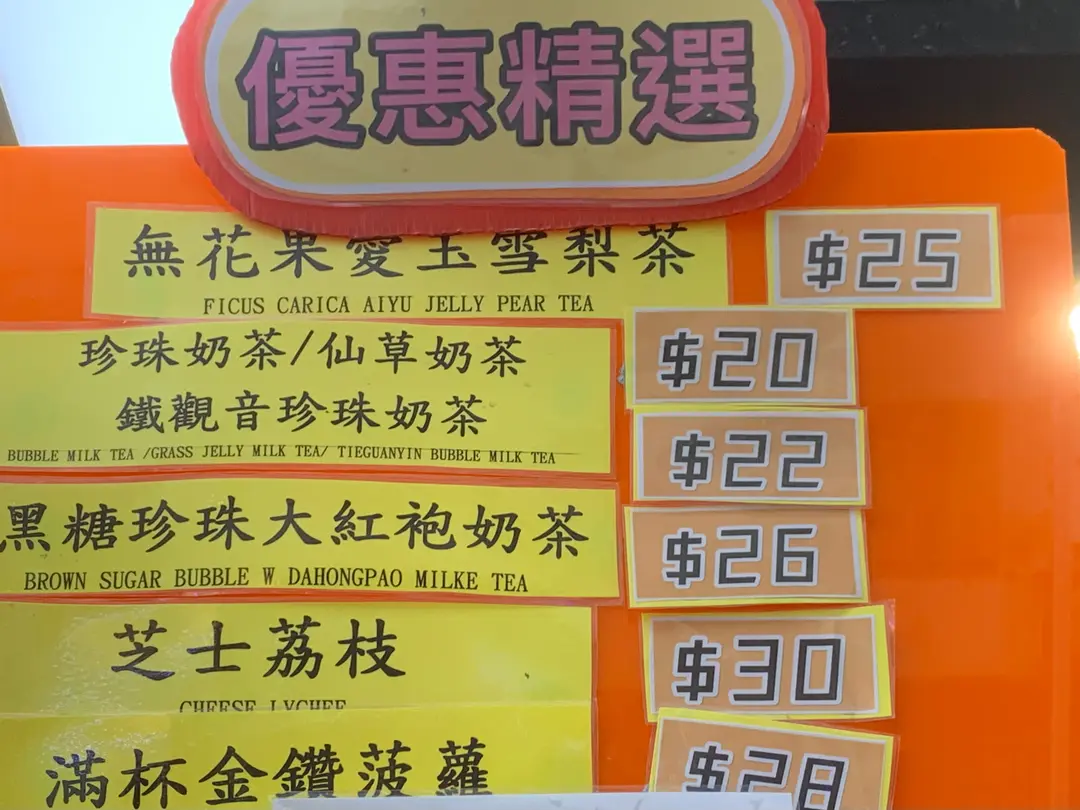 優惠精選
無花果愛玉雪梨茶 $25
FICUS CARICA AIYU JELLY PEAR TEA
珍珠奶茶/仙草奶茶 $20
鐵觀音珍珠奶茶 $22
BUBBLE MILK TEA /GRASS JELLY MILK TEA/ TIEGUANYIN BUBBLE MILK TEA
黑糖珍珠大紅袍奶茶 $26
BROWN SUGAR BUBBLE W DAHONGPAO MILKE TEA
芝士荔枝 $30
CHEESE LYCHEE
滿杯金鑽菠蘿 $28